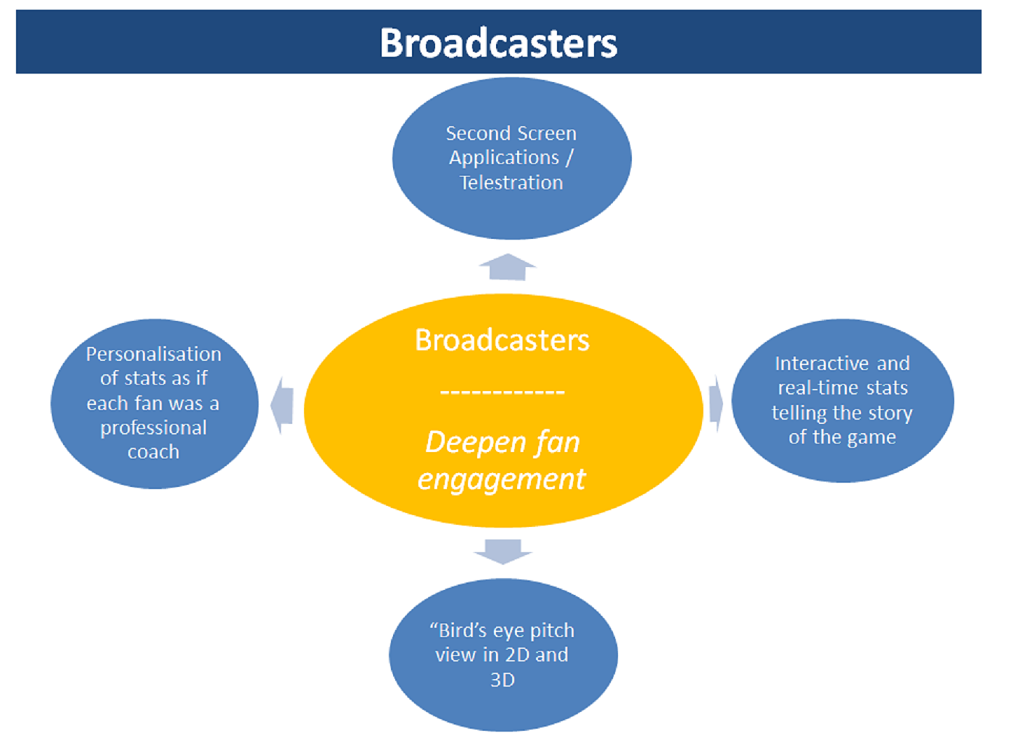 Broadcasters
Second Screen
Applications /
Telestration
Personalisation
of stats as if
each fan was a
professional
coach
Broadcasters
------------
Deepen fan
engagement
Interactive and
real-time stats
telling the story
of the game
“Bird’s eye pitch
view in 2D and
3D